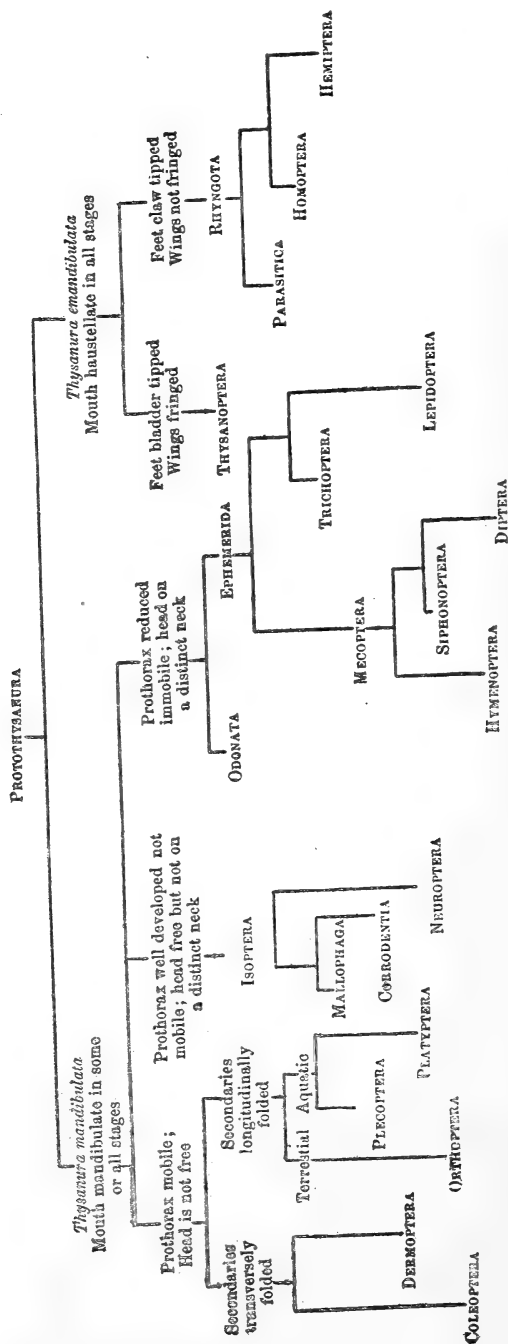 PROTOTHYSANURA
Thysanura mandibulata
Mouth mandibulate in some
or all stages
Thysanura emandibulata
Mouth haustellate in all stages
Prothorax mobile;
Head is not free
Prothorax well developed not
mobile; head free but not on
a distinct neck
Prothorax reduced
immobile; head on
a distinct neck
Feet bladder tipped
Wings fringed
Feet claw tipped
Wings not fringed
Secondaries
transversely
folded
Secondaries
longitudinally
folded
ISOPTERA
ODONATA
EPHEMERIDA
THYSANOPTERA
RHYNGOTA
Terrestial
Aquatic
MALLOPHAGA
CORRODENTIA
NEUROPTERA
MECOPTERA
TRICHOPTERA
LEPIDOPTERA
PARASITICA
HOMOPTERA
HEMIPTERA
DERMOPTERA
COLEOPTERA
ORTHOPTERA
PLECOPTERA
PLATYPTERA
HYMENOPTERA
SIPHONOPTERA
DIPTERA